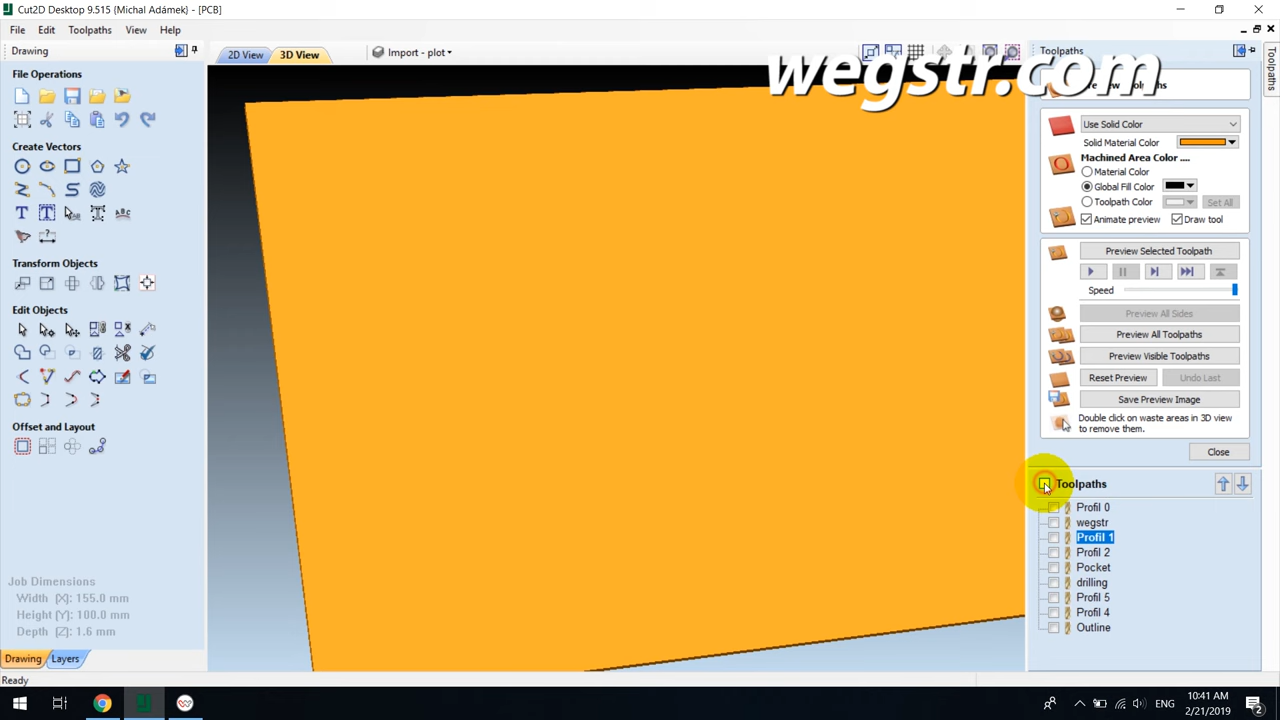 Cut2D Desktop 9.515 (Michal Adámek) - [PCB]
File Edit Toolpaths View Help
Drawing
2D View 3D View Import - plot
Toolpaths
wegstr.com
Toolpaths
File Operations
Use Solid Color
Solid Material Color
Create Vectors
Machined Area Color ....
Material Color
Global Fill Color
Toolpath Color Set All
Animate preview Draw tool
Preview Selected Toolpath
Transform Objects
Speed
Edit Objects
Preview All Sides
Preview All Toolpaths
Preview Visible Toolpaths
Reset Preview Undo Last
Save Preview Image
Double click on waste areas in 3D view
to remove them.
Offset and Layout
Close
Toolpaths
Profil 0
wegstr
Profil 1
Profil 2
Pocket
drilling
Profil 5
Profil 4
Outline
Job Dimensions
Width (X): 155.0 mm
Height (Y): 100.0 mm
Depth (Z): 1.6 mm
Drawing Layers
Ready
ENG
10:41 AM
2/21/2019
2